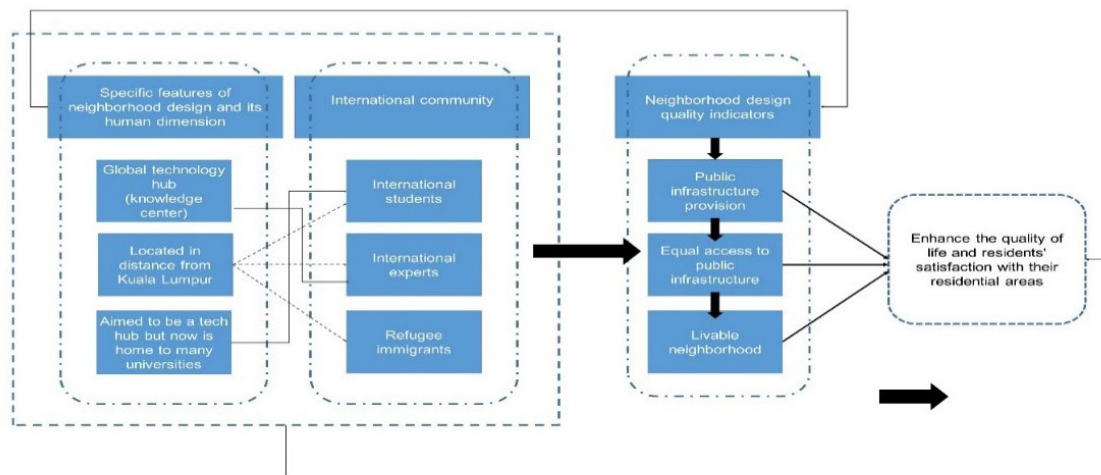 Specific features of
neighborhood design and its
human dimension
International community
Neighborhood design
quality indicators
Global technology
hub
(knowledge center)
International
students
Public
infrastructure
provision
Located in
distance from
Kuala Lumpur
International
experts
Equal access to
public
infrastructure
Enhance the quality of
life and residents'
satisfaction with their
residential areas
Aimed to be a tech
hub but now is
home to many
universities
Refugee
immigrants
Livable
neighborhood